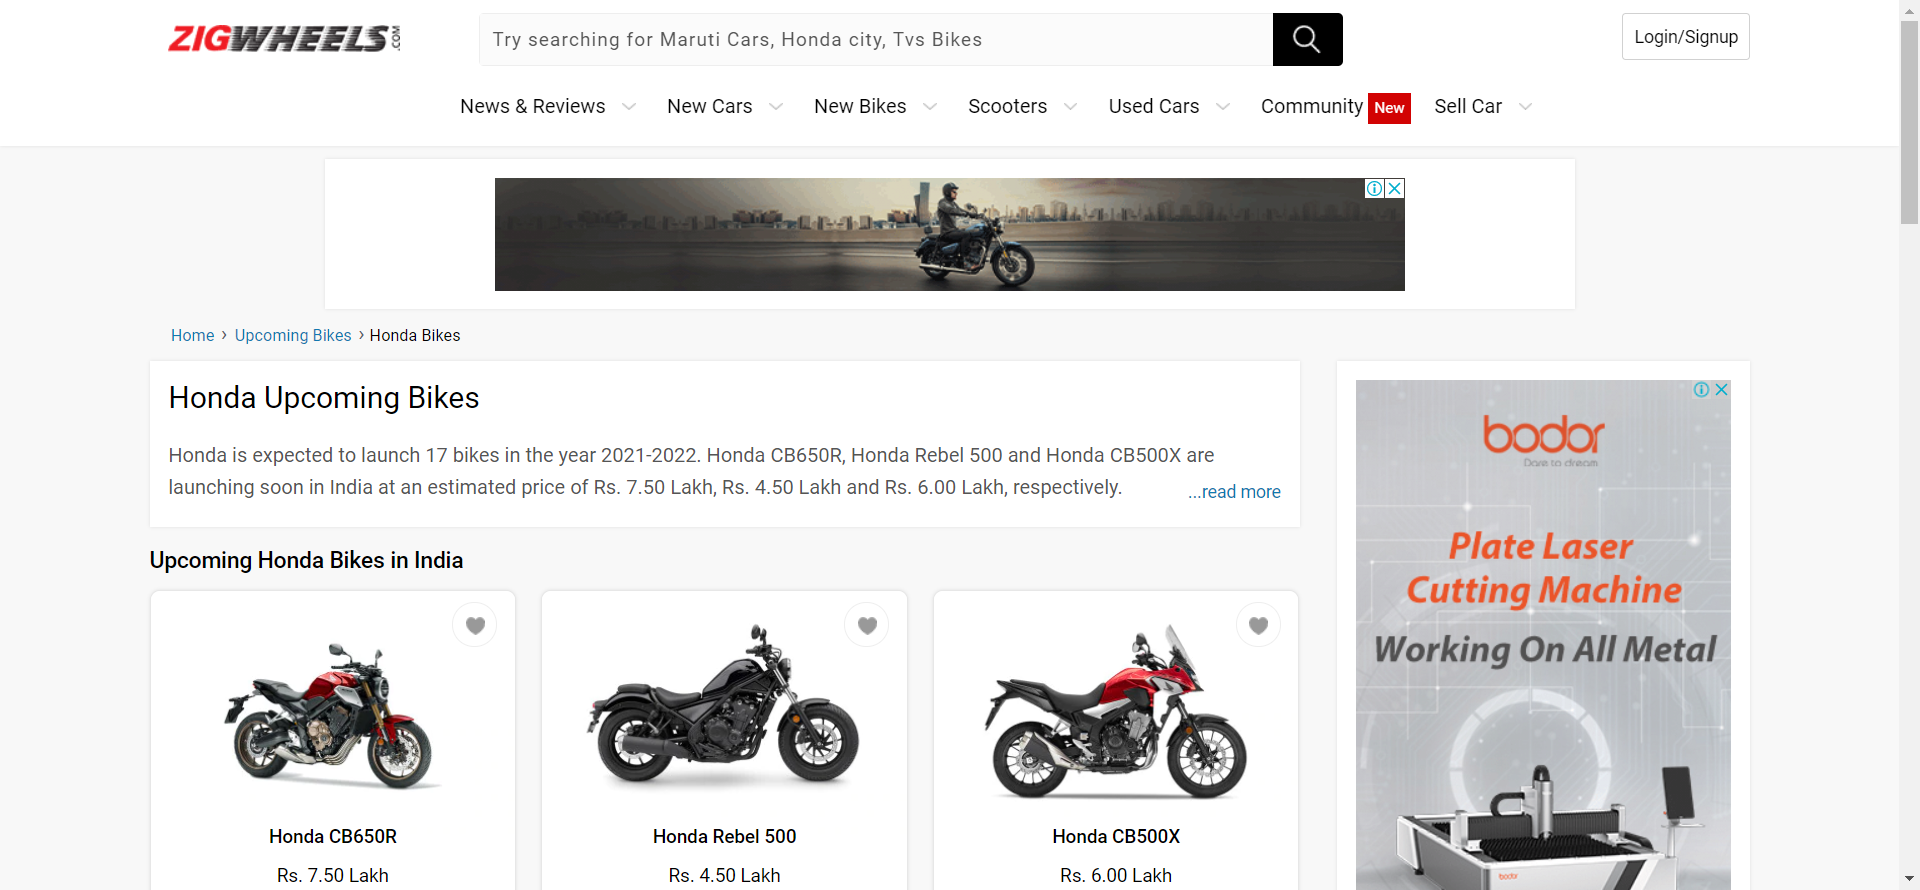 ZIGWHEELS.COM
Try searching for Maruti Cars, Honda city, Tvs Bikes
Login/Signup
News & Reviews New Cars New Bikes Scooters Used Cars Community New Sell Car
Home › Upcoming Bikes › Honda Bikes
Honda Upcoming Bikes
Honda is expected to launch 17 bikes in the year 2021-2022. Honda CB650R, Honda Rebel 500 and Honda CB500X are
launching soon in India at an estimated price of Rs. 7.50 Lakh, Rs. 4.50 Lakh and Rs. 6.00 Lakh, respectively.
...read more
Upcoming Honda Bikes in India
Honda CB650R
Rs. 7.50 Lakh
Honda Rebel 500
Rs. 4.50 Lakh
Honda CB500X
Rs. 6.00 Lakh
bodor
Dare to dream
Plate Laser
Cutting Machine
Working On All Metal
bodor